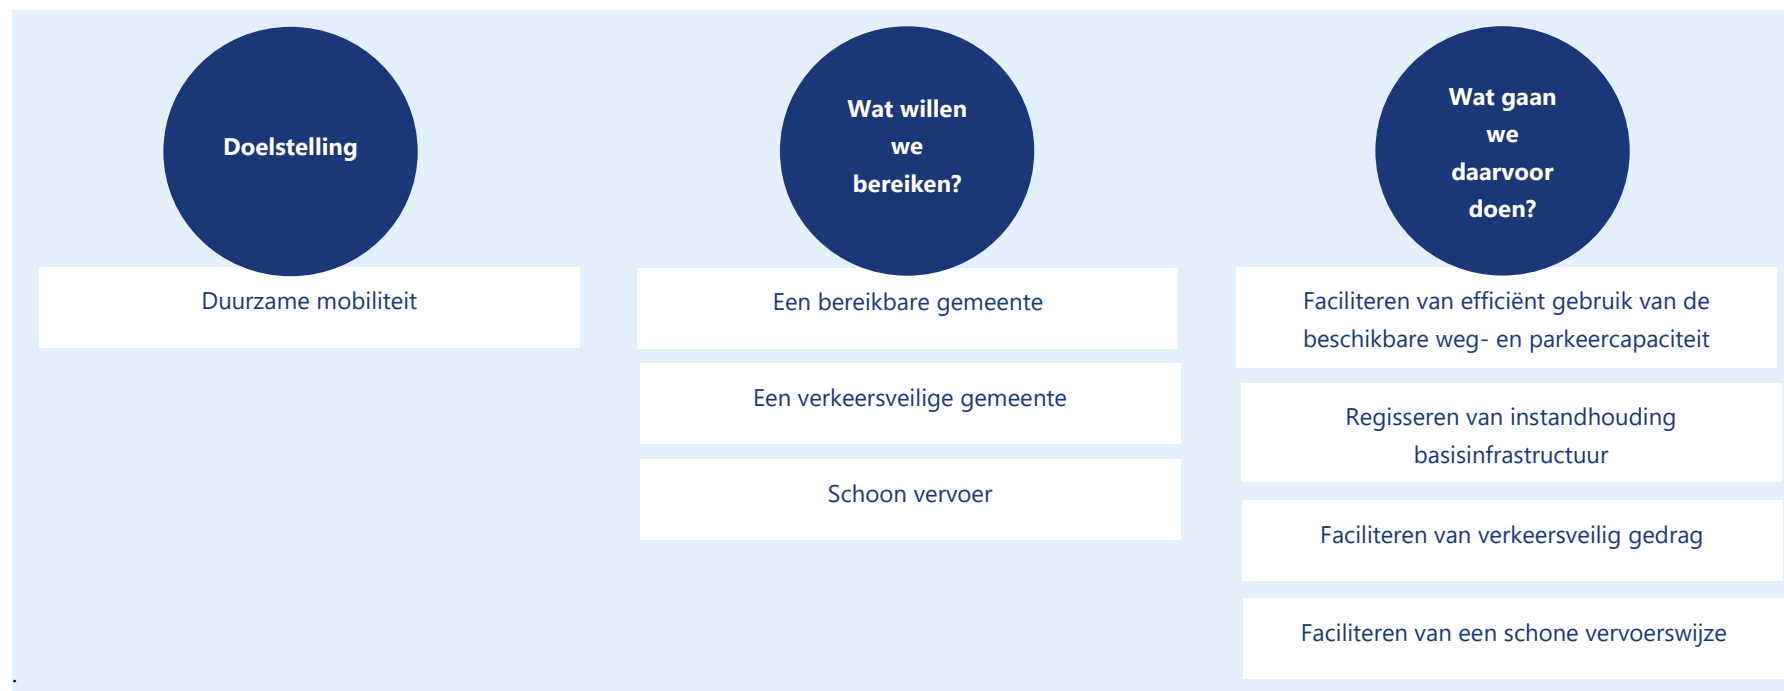 Doelstelling
Duurzame mobiliteit
Wat willen
we
bereiken?
Een bereikbare gemeente
Een verkeersveilige gemeente
Schoon vervoer
Wat gaan
we
daarvoor
doen?
Faciliteren van efficiënt gebruik van de
beschikbare weg- en parkeercapaciteit
Regisseren van instandhouding
basisinfrastructuur
Faciliteren van verkeersveilig gedrag
Faciliteren van een schone vervoerswijze
.